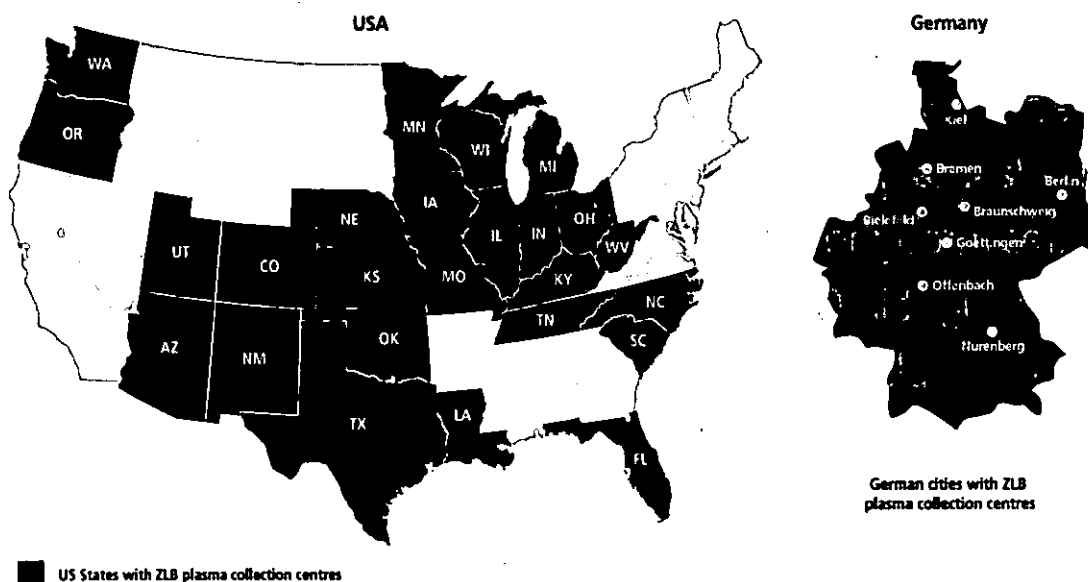 USA
Germany
WA
OR
MN
WI
MI
IA
NE
IL
IN
OH
WV
UT
CO
KS
MO
KY
NC
TN
SC
AZ
NM
OK
TX
LA
FL
Kiel
Bremen
Berlin
Bielefeld
Braunschweig
Goettingen
Offenbach
Nurenberg
German cities with ZLB
plasma collection centres
US States with ZLB plasma collection centres